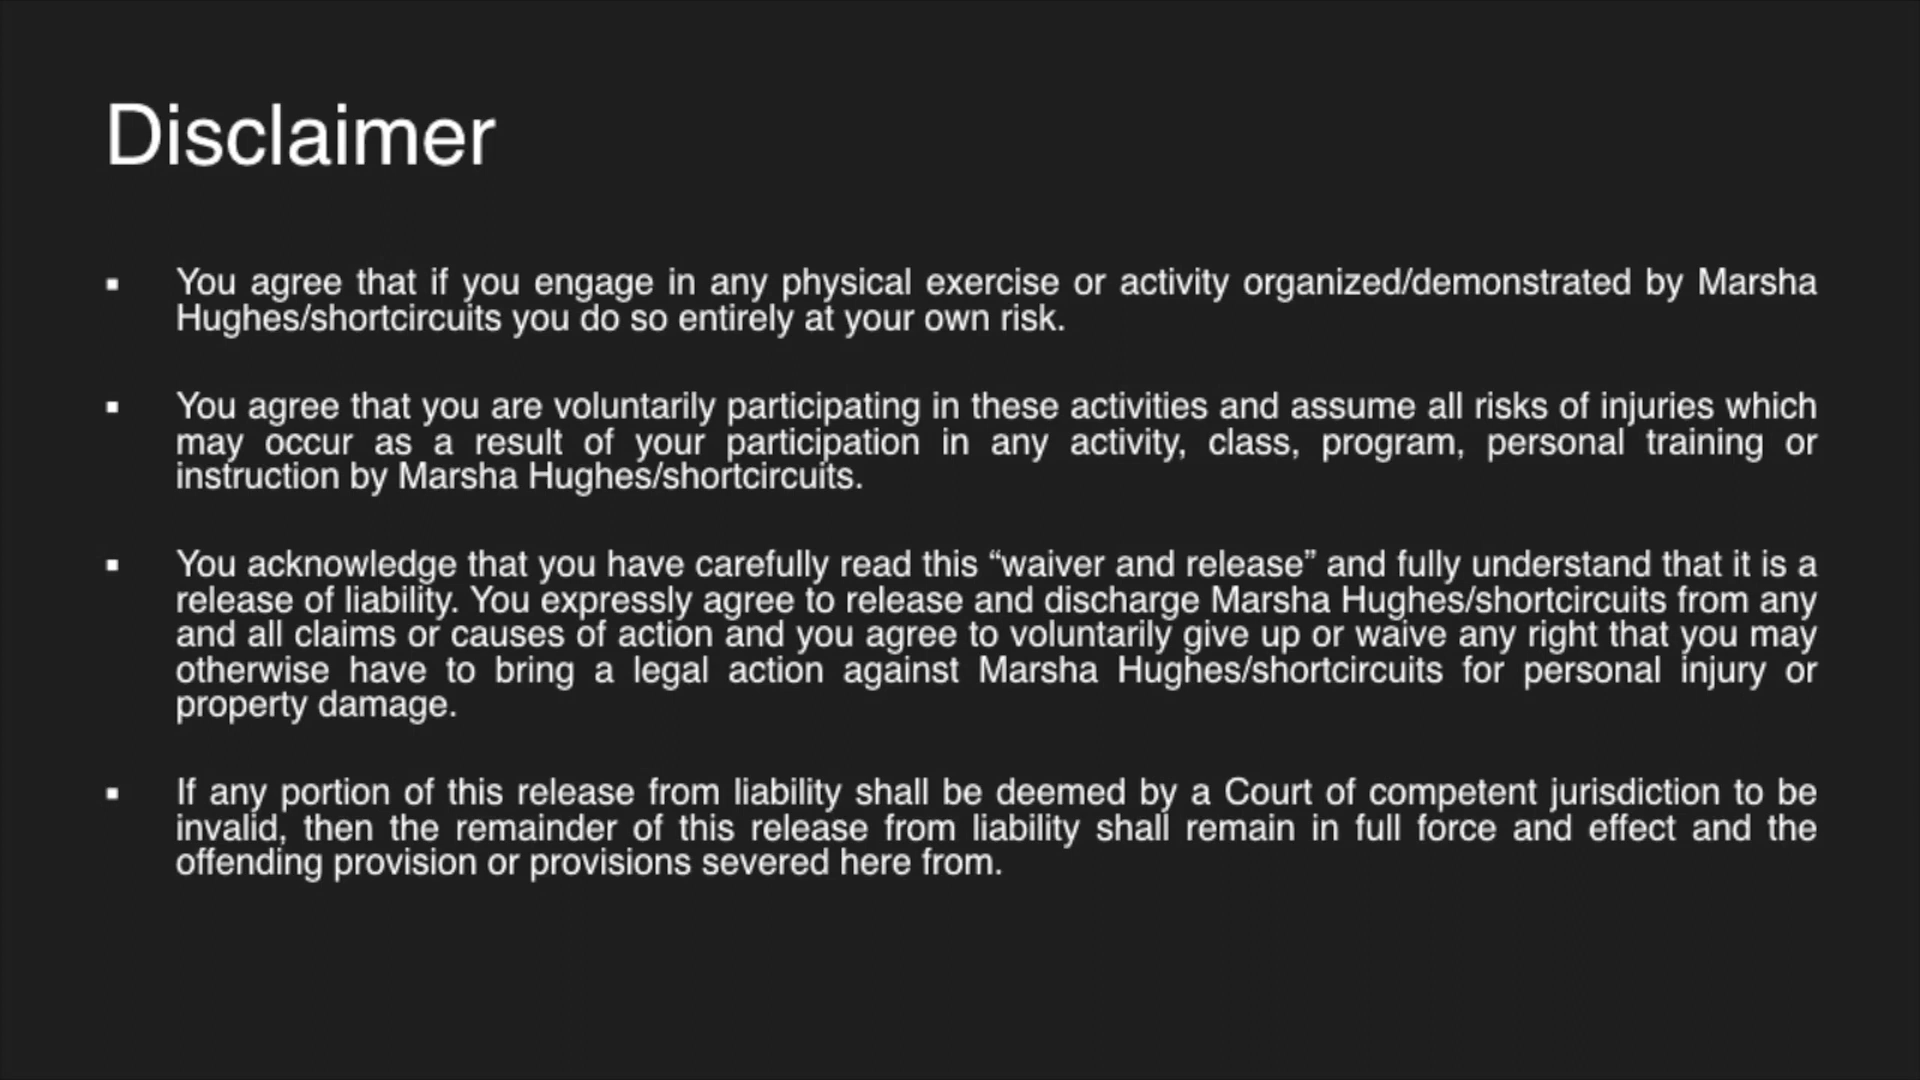 Disclaimer
▪ You agree that if you engage in any physical exercise or activity organized/demonstrated by Marsha
Hughes/shortcircuits you do so entirely at your own risk.
▪ You agree that you are voluntarily participating in these activities and assume all risks of injuries which
may occur as a result of your participation in any activity, class, program, personal training or
instruction by Marsha Hughes/shortcircuits.
▪ You acknowledge that you have carefully read this “waiver and release” and fully understand that it is a
release of liability. You expressly agree to release and discharge Marsha Hughes/shortcircuits from any
and all claims or causes of action and you agree to voluntarily give up or waive any right that you may
otherwise have to bring a legal action against Marsha Hughes/shortcircuits for personal injury or
property damage.
▪ If any portion of this release from liability shall be deemed by a Court of competent jurisdiction to be
invalid, then the remainder of this release from liability shall remain in full force and effect and the
offending provision or provisions severed here from.